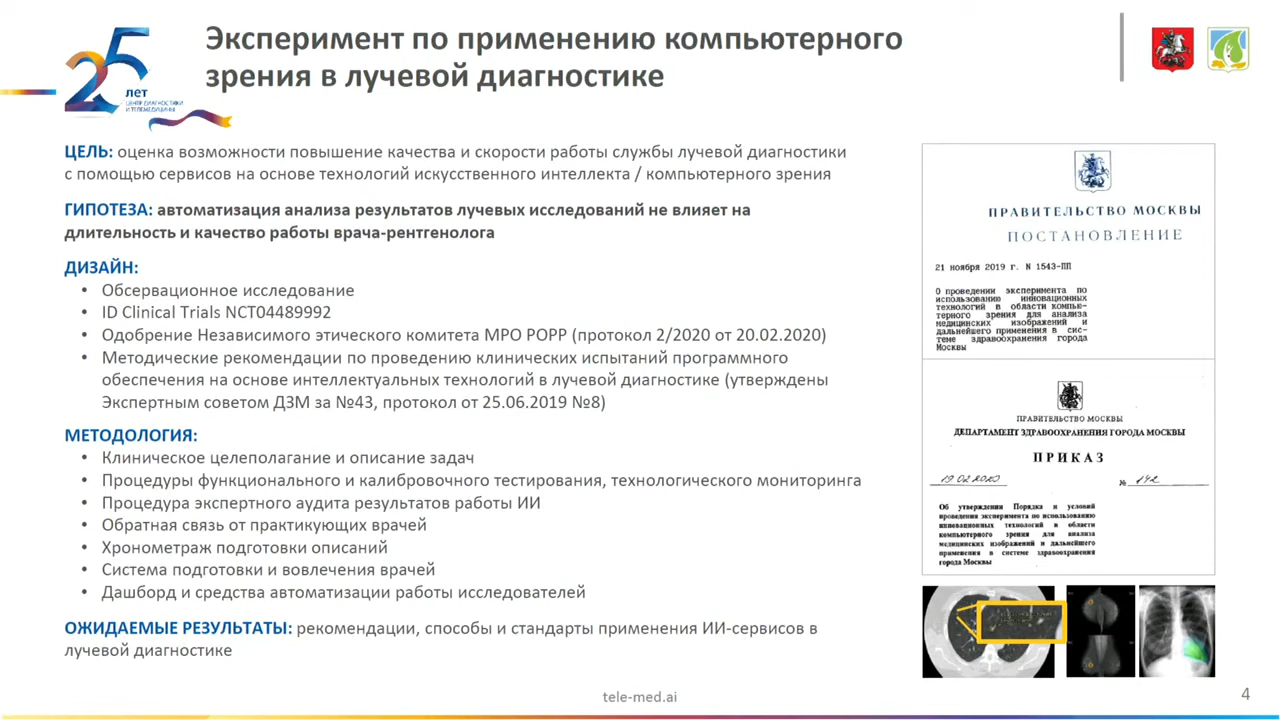 25 лет
ЦЕНТР ДИАГНОСТИКИ
И ТЕЛЕМЕДИЦИНЫ
Эксперимент по применению компьютерного
зрения в лучевой диагностике
ЦЕЛЬ: оценка возможности повышение качества и скорости работы службы лучевой диагностики
с помощью сервисов на основе технологий искусственного интеллекта / компьютерного зрения
ГИПОТЕЗА: автоматизация анализа результатов лучевых исследований не влияет на
длительность и качество работы врача-рентгенолога
ДИЗАЙН:
• Обсервационное исследование
• ID Clinical Trials NCT04489992
• Одобрение Независимого этического комитета МРО РОРР (протокол 2/2020 от 20.02.2020)
• Методические рекомендации по проведению клинических испытаний программного
обеспечения на основе интеллектуальных технологий в лучевой диагностике (утверждены
Экспертным советом ДЗМ за №43, протокол от 25.06.2019 №8)
МЕТОДОЛОГИЯ:
• Клиническое целеполагание и описание задач
• Процедуры функционального и калибровочного тестирования, технологического мониторинга
• Процедура экспертного аудита результатов работы ИИ
• Обратная связь от практикующих врачей
• Хронометраж подготовки описаний
• Система подготовки и вовлечения врачей
• Дашборд и средства автоматизации работы исследователей
ОЖИДАЕМЫЕ РЕЗУЛЬТАТЫ: рекомендации, способы и стандарты применения ИИ-сервисов в
лучевой диагностике
ПРАВИТЕЛЬСТВО МОСКВЫ
ПОСТАНОВЛЕНИЕ
21 ноября 2019 г. N 1543-ПП
О проведении эксперимента по
использованию инновационных
технологий в области компью-
терного зрения для анализа
медицинских изображений и
дальнейшего применения в сис-
теме здравоохранения города
Москвы
ПРАВИТЕЛЬСТВО МОСКВЫ
ДЕПАРТАМЕНТ ЗДРАВООХРАНЕНИЯ ГОРОДА МОСКВЫ
ПРИКАЗ
19.02.2020 № 142
Об утверждении Порядка и условий
проведения эксперимента по использованию
инновационных технологий в области
компьютерного зрения для анализа
медицинских изображений и дальнейшего
применения в системе здравоохранения
города Москвы
tele-med.ai
4